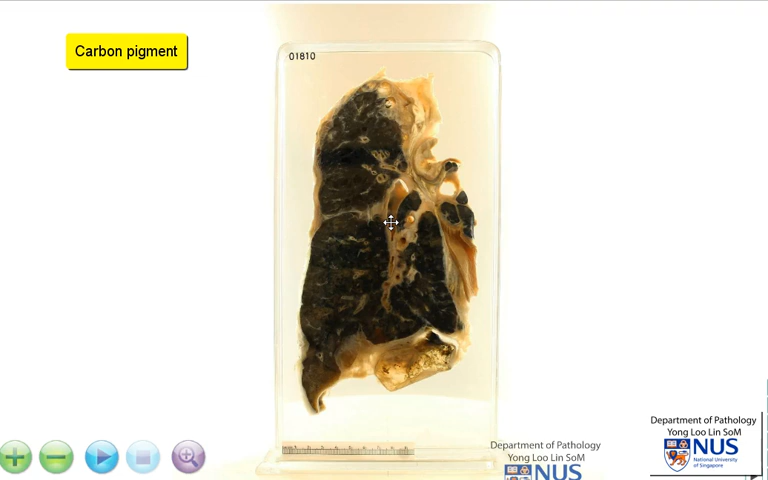 Carbon pigment
01810
Department of Pathology
Yong Loo Lin SoM
NUS
National University
of Singapore
Department of Pathology
Yong Loo Lin SoM
NUS